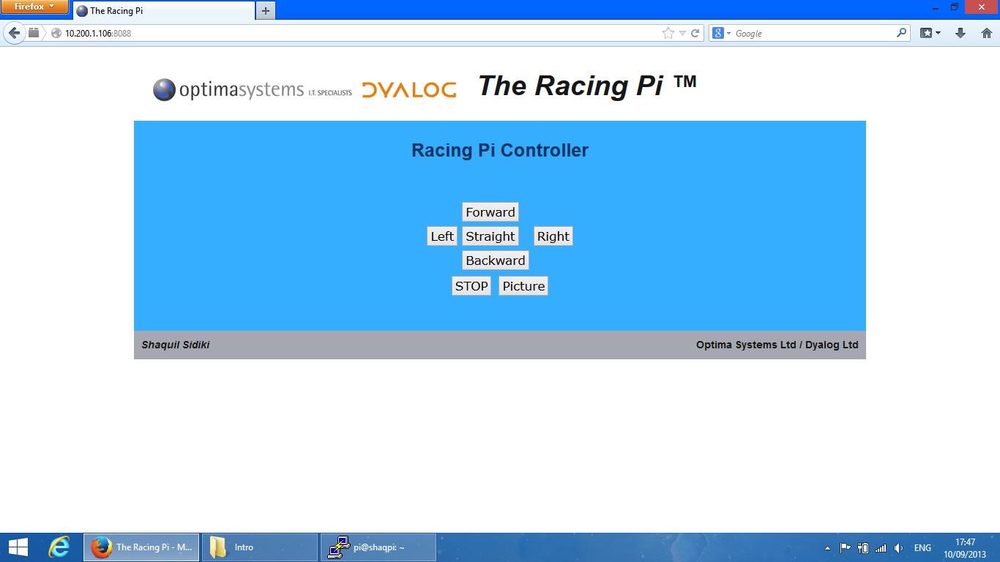 Firefox
The Racing Pi
10.200.1.106:8088
Google
optimasystems I.T. SPECIALISTS DYALOG The Racing Pi ™
Racing Pi Controller
Forward
Left Straight Right
Backward
STOP Picture
Shaquil Sidiki Optima Systems Ltd / Dyalog Ltd
The Racing Pi - M... Intro pi@shaqpi: ~ ENG 17:47
10/09/2013